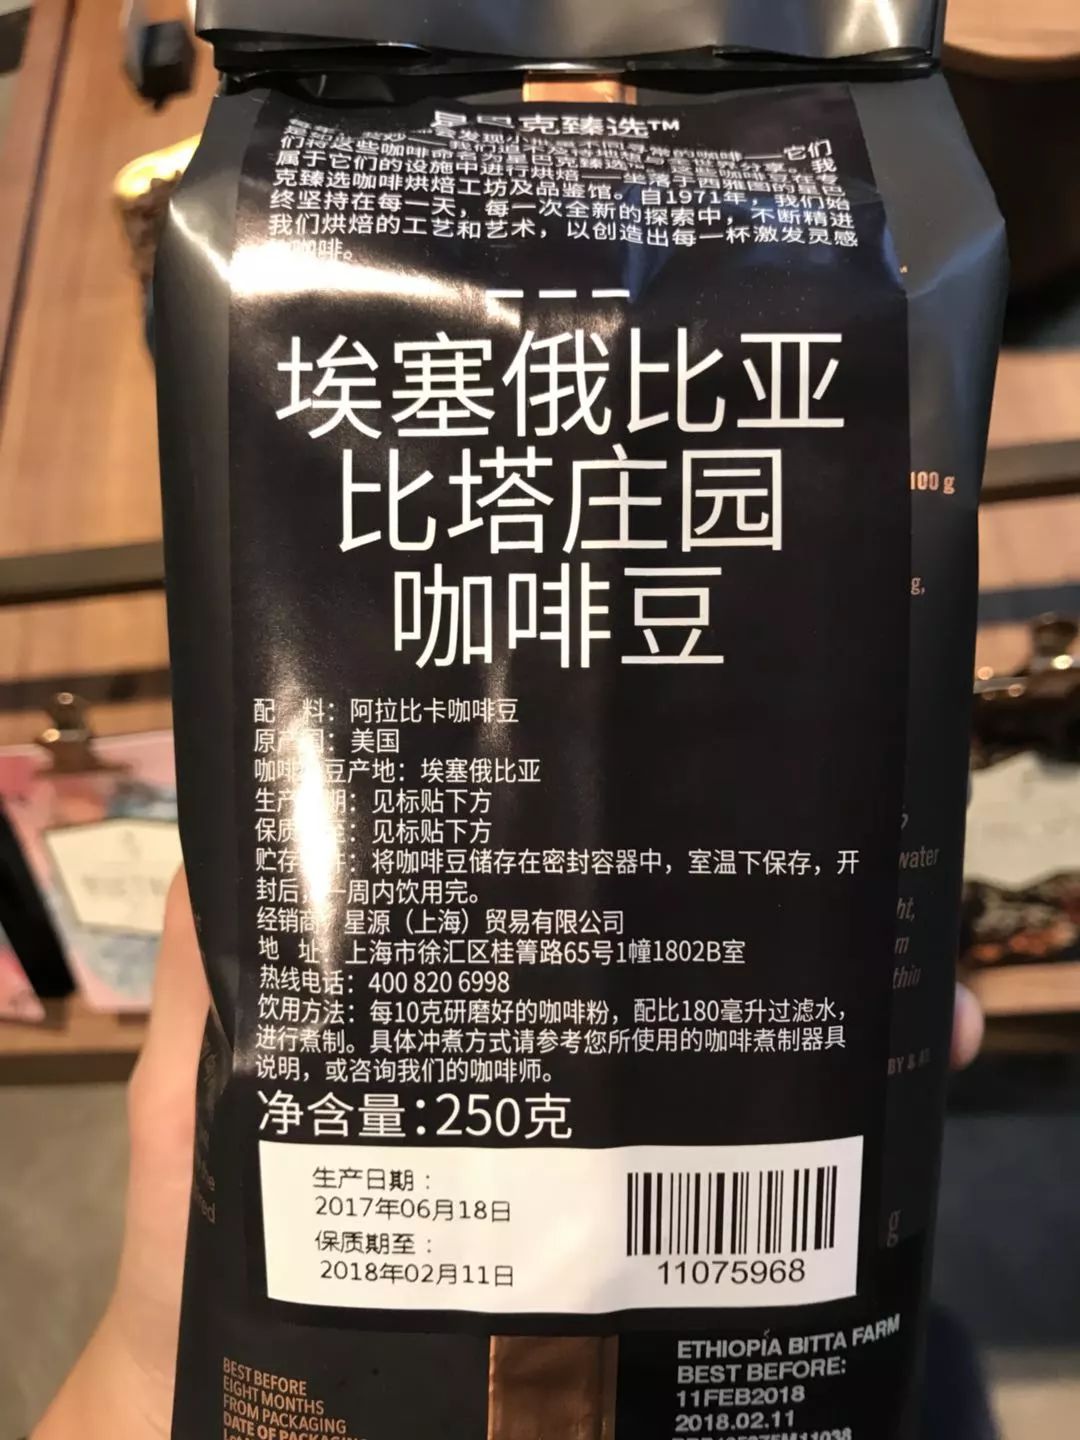 星巴克臻选™
们将这些咖啡命名为星巴克臻选
属于它们的设施中进行烘焙——坐落于西雅图的星巴
克臻选咖啡烘焙工坊及品鉴馆。自1971年，我们始
终坚持在每一天，每一次全新的探索中，不断精进
我们烘焙的工艺和艺术，以创造出每一杯激发灵感
咖啡。
埃塞俄比亚
比塔庄园
咖啡豆
100 g
g,
配 料：阿拉比卡咖啡豆
原产国：美国
咖啡豆产地：埃塞俄比亚
生产日期：见标贴下方
保质期至：见标贴下方
贮存条件：将咖啡豆储存在密封容器中，室温下保存，开
封后，一周内饮用完。
经销商：星源（上海）贸易有限公司
地 址：上海市徐汇区桂箐路65号1幢1802B室
热线电话：400 820 6998
饮用方法：每10克研磨好的咖啡粉，配比180毫升过滤水，
进行煮制。具体冲煮方式请参考您所使用的咖啡煮制器具
说明，或咨询我们的咖啡师。
净含量：250克
water
ht,
m
thin
BY
g
生产日期：
2017年06月18日
保质期至：
2018年02月11日
11075968
BEST BEFORE
EIGHT MONTHS
FROM PACKAGING
DATE OF PACKAGING
ETHIOPIA BITTA FARM
BEST BEFORE:
11FEB2018
2018.02.11